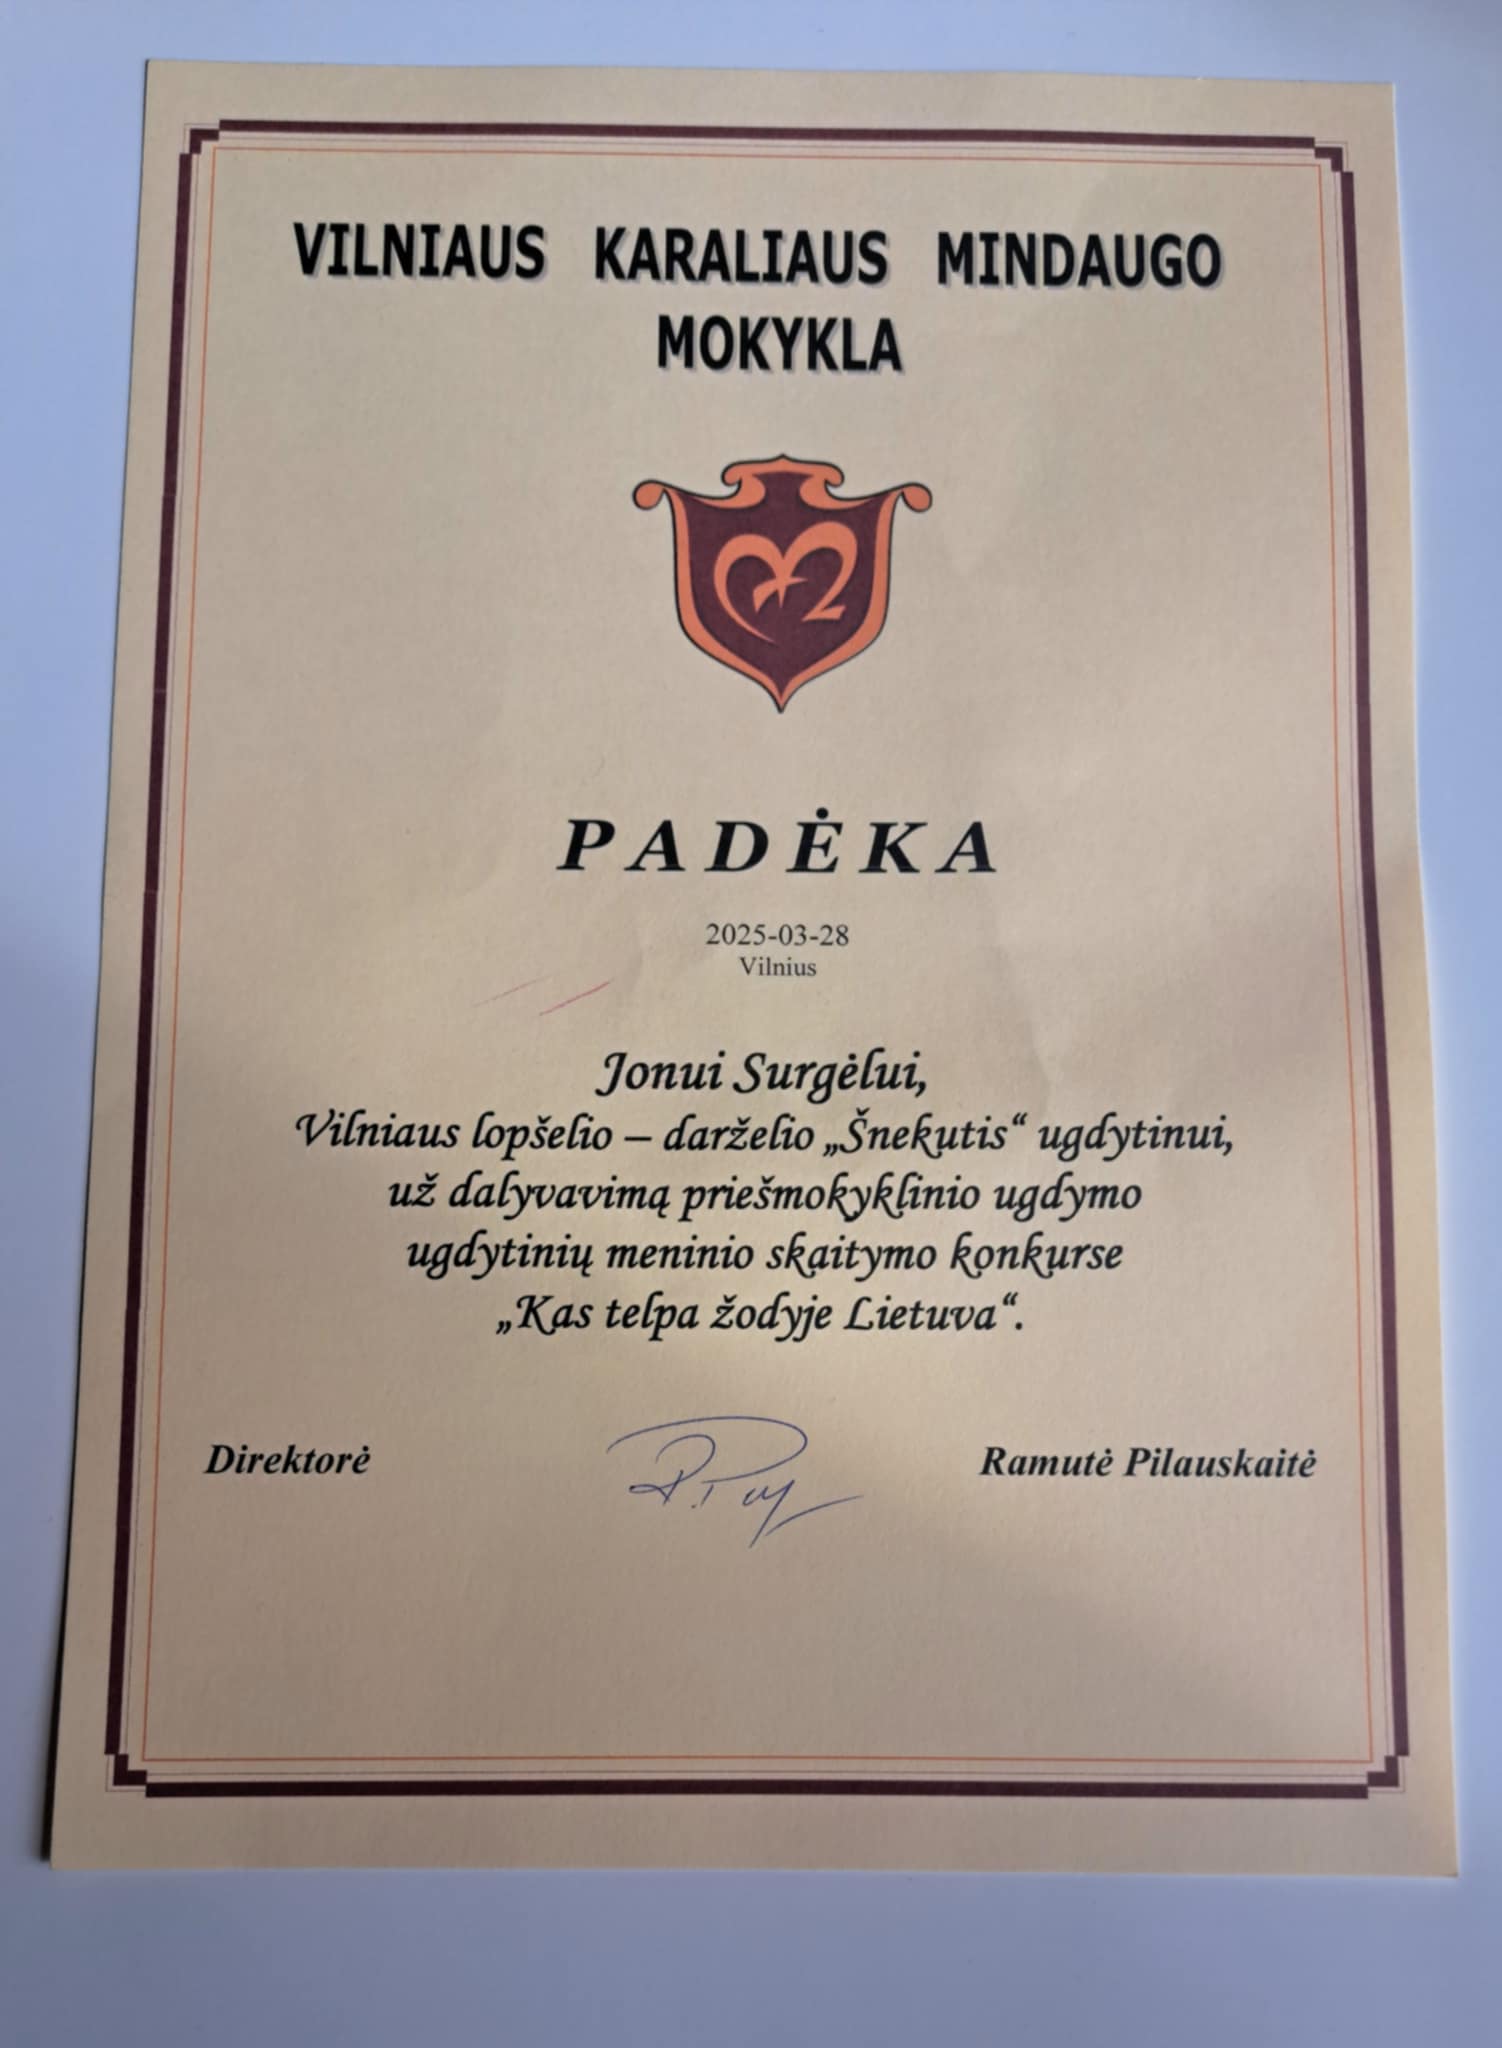 VILNIAUS KARALIAUS MINDAUGO
MOKYKLA
PADĖKA
2025-03-28
Vilnius
Jonui Surgėlui,
Vilniaus lopšelio – darželio „Šnekutis“ ugdytinui,
už dalyvavimą priešmokyklinio ugdymo
ugdytinių meninio skaitymo konkurse
„Kas telpa žodyje Lietuva“.
Direktorė Ramutė Pilauskaitė